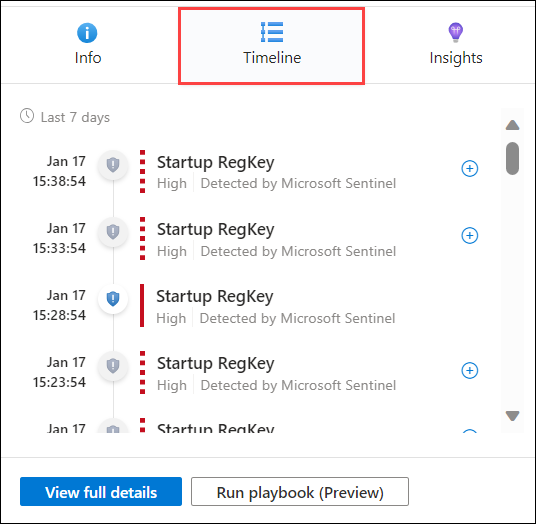 Info Timeline Insights
Last 7 days
Jan 17 Startup RegKey
15:38:54 High Detected by Microsoft Sentinel
Jan 17 Startup RegKey
15:33:54 High Detected by Microsoft Sentinel
Jan 17 Startup RegKey
15:28:54 High Detected by Microsoft Sentinel
Jan 17 Startup RegKey
15:23:54 High Detected by Microsoft Sentinel
Jan 17 Startup RegKey
View full details Run playbook (Preview)